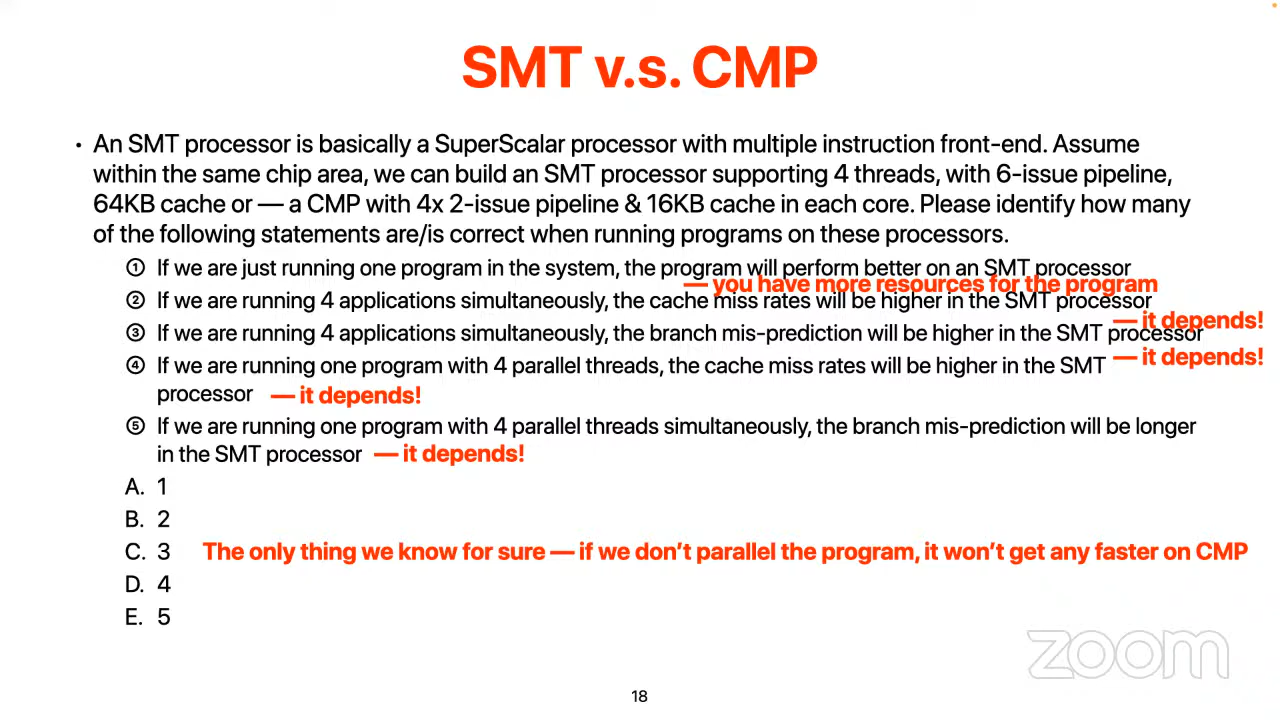 SMT v.s. CMP
• An SMT processor is basically a SuperScalar processor with multiple instruction front-end. Assume
within the same chip area, we can build an SMT processor supporting 4 threads, with 6-issue pipeline,
64KB cache or — a CMP with 4x 2-issue pipeline & 16KB cache in each core. Please identify how many
of the following statements are/is correct when running programs on these processors.
① If we are just running one program in the system, the program will perform better on an SMT processor
— you have more resources for the program
② If we are running 4 applications simultaneously, the cache miss rates will be higher in the SMT processor
— it depends!
③ If we are running 4 applications simultaneously, the branch mis-prediction will be higher in the SMT processor
— it depends!
④ If we are running one program with 4 parallel threads, the cache miss rates will be higher in the SMT
processor — it depends!
⑤ If we are running one program with 4 parallel threads simultaneously, the branch mis-prediction will be longer
in the SMT processor — it depends!
A. 1
B. 2
C. 3 The only thing we know for sure — if we don't parallel the program, it won't get any faster on CMP
D. 4
E. 5
zoom
18